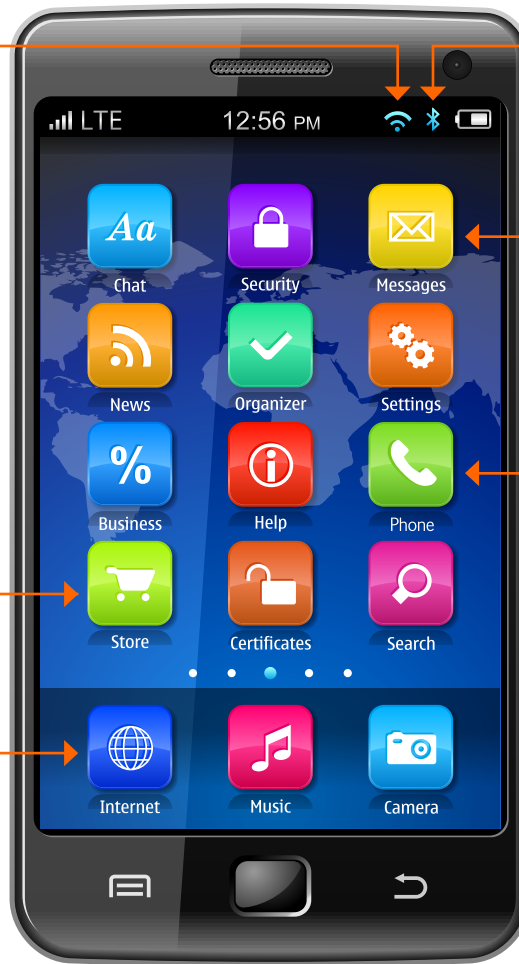 LTE 12:56 PM
Aa
Chat Security Messages
News Organizer Settings
%
Business Help Phone
Store Certificates Search
Internet Music Camera